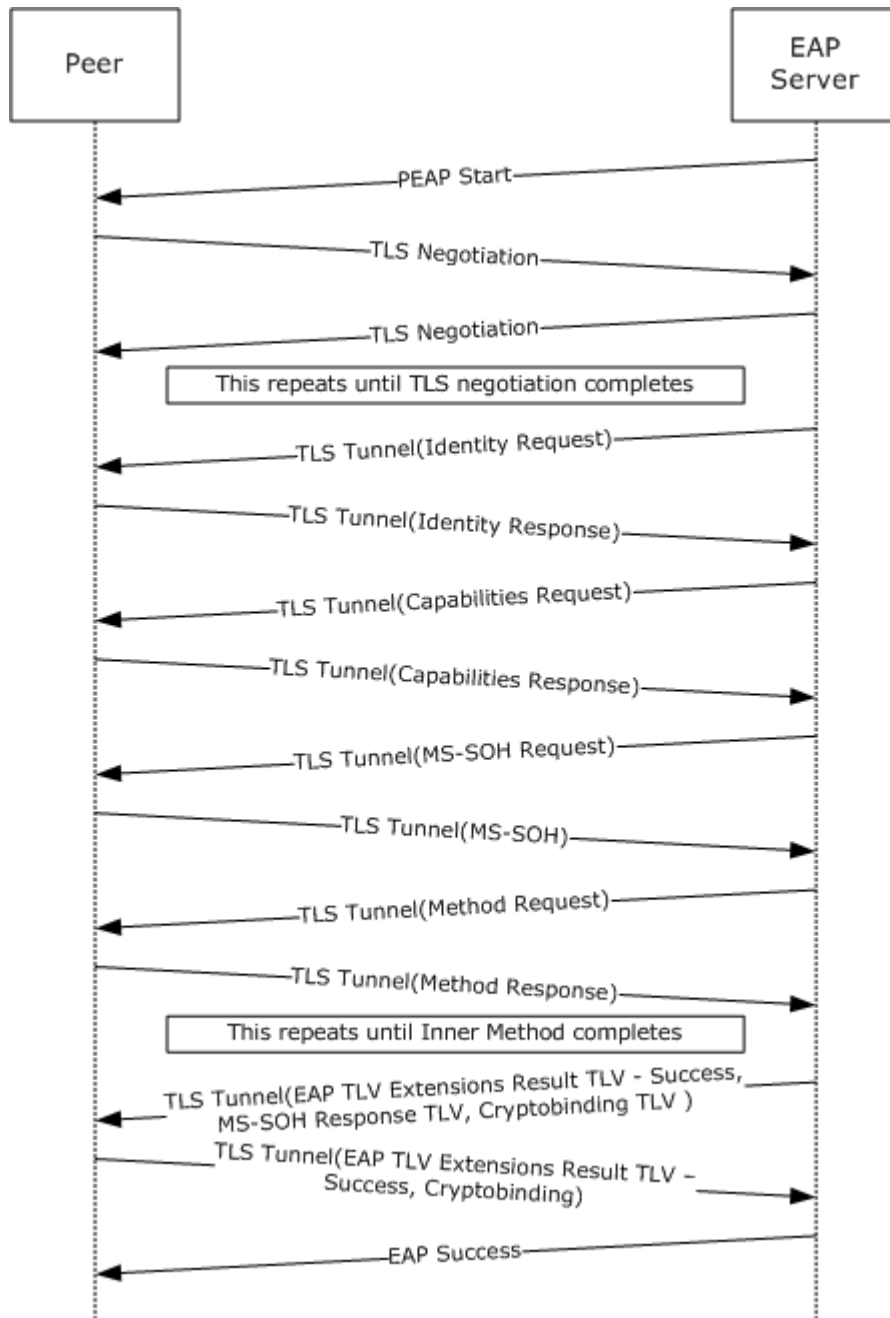 Peer
EAP
Server
PEAP Start
TLS Negotiation
TLS Negotiation
This repeats until TLS negotiation completes
TLS Tunnel(Identity Request)
TLS Tunnel(Identity Response)
TLS Tunnel(Capabilities Request)
TLS Tunnel(Capabilities Response)
TLS Tunnel(MS-SOH Request)
TLS Tunnel(MS-SOH)
TLS Tunnel(Method Request)
TLS Tunnel(Method Response)
This repeats until Inner Method completes
TLS Tunnel(EAP TLV Extensions Result TLV - Success,
MS-SOH Response TLV, Cryptobinding TLV )
TLS Tunnel(EAP TLV Extensions Result TLV –
Success, Cryptobinding)
EAP Success